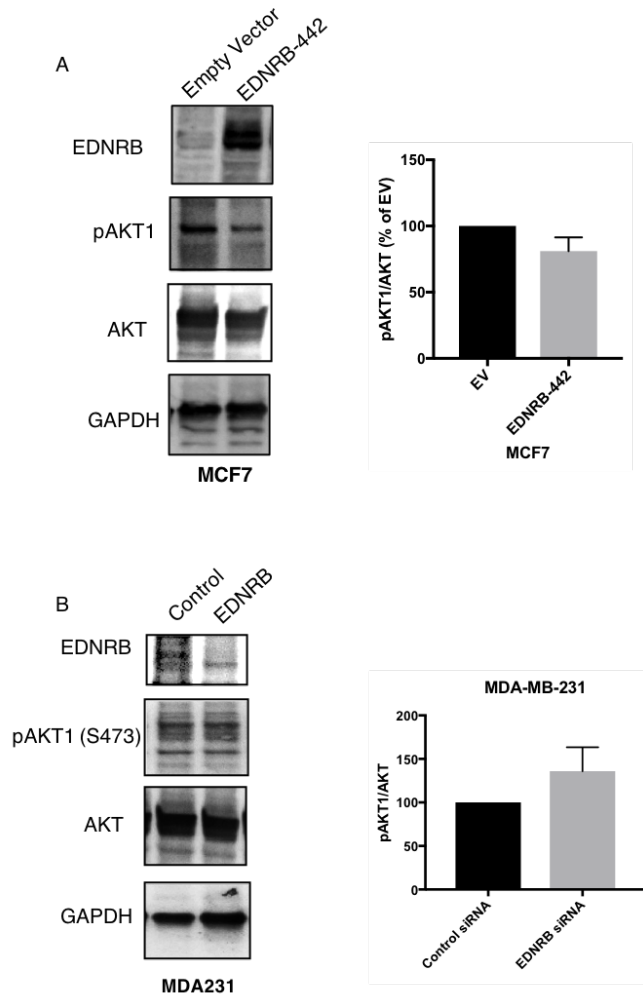 A
Empty Vector
EDNRB-442
EDNRB
pAKT1
AKT
GAPDH
MCF7
pAKT1/AKT (% of EV)
150
100
50
0
EV
EDNRB-442
MCF7
B
Control
EDNRB
EDNRB
pAKT1 (S473)
AKT
GAPDH
MDA231
MDA-MB-231
pAKT1/AKT
200
150
100
50
0
Control siRNA
EDNRB siRNA